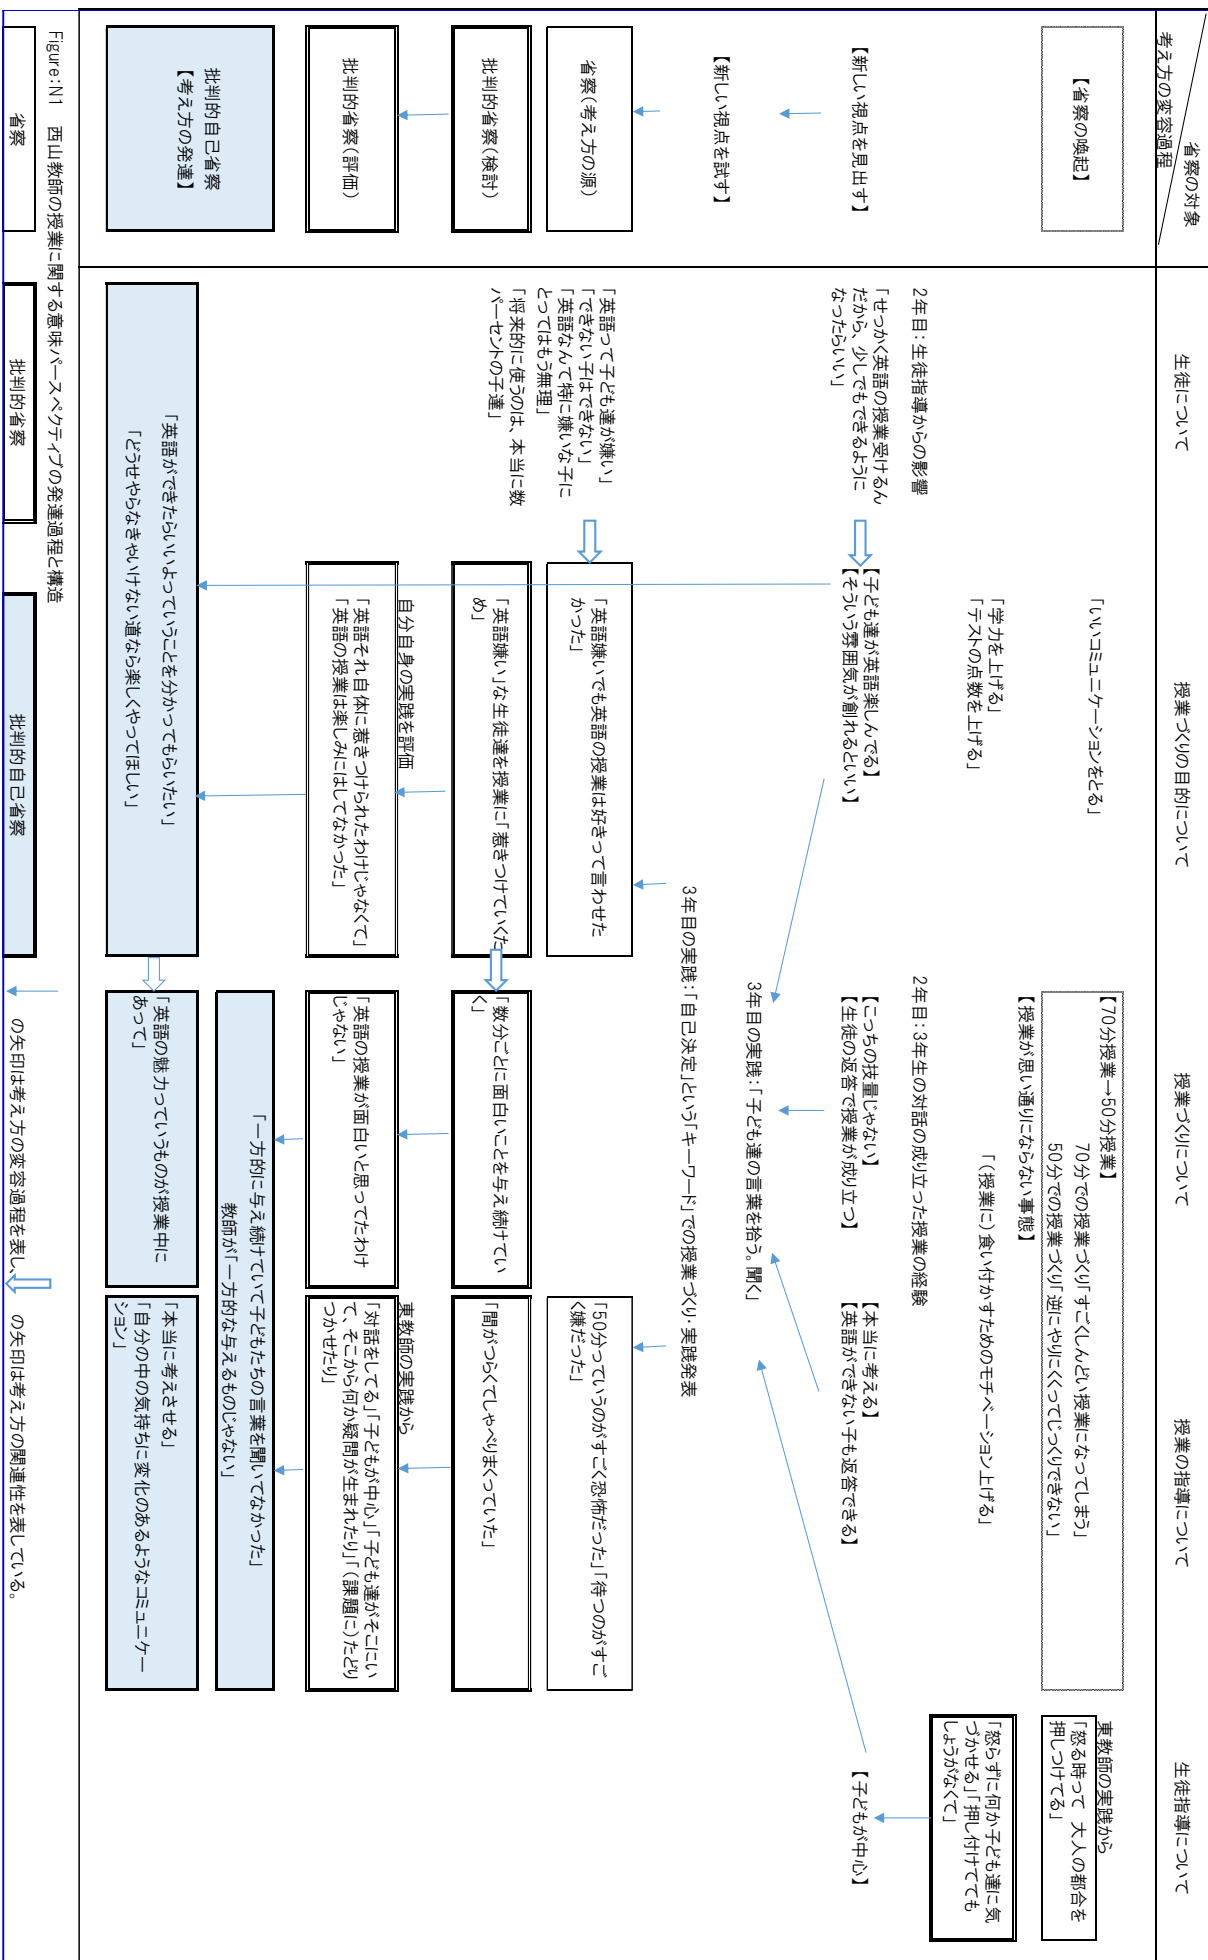 省察の対象
考え方の変容過程
生徒について
授業づくりの目的について
授業づくりについて
授業の指導について
生徒指導について
【省察の喚起】
「いいコミュニケーションをとる」
【70分授業→50分授業】
70分での授業づくり「すごくしんどい授業になってしまう」
50分での授業づくり「逆にやりにくくってじっくりできない」
【授業が思い通りにならない事態】
東教師の実践から
「怒る時って 大人の都合を
押しつけてる」
「学力を上げる」
「テストの点数を上げる」
「(授業に)食い付かすためのモチベーション上げる」
「怒らずに何か子ども達に気
づかせる」「押し付けてても
しようがなくて」
2年目：生徒指導からの影響
2年目：3年生の対話の成り立った授業の経験
【新しい視点を見出す】
「せっかく英語の授業受けるん
だから、少しでもできるように
なったらいい」
【子ども達が英語楽しんでる】
【そういう雰囲気が創れるといい】
【こっちの技量じゃない】
【生徒の返答で授業が成り立つ】
【本当に考える】
【英語ができない子も返答できる】
【子どもが中心】
【新しい視点を試す】
3年目の実践：「子ども達の言葉を拾う。聞く」
3年目の実践：「自己決定」という「キーワード」での授業づくり・実践発表
省察(考え方の源)
「英語って子ども達が嫌い」
「できない子はできない」
「英語なんて特に嫌いな子に
とってはもう無理」
「将来的に使うのは、本当に数
パーセントの子達」
「英語嫌いでも英語の授業は好きって言わせた
かった」
「50分っていうのがすごく恐怖だった」「待つのがすご
く嫌だった」
批判的省察(検討)
「英語嫌い」な生徒達を授業に「惹きつけていくた
め」
「数分ごとに面白いことを与え続けてい
く」
「間がつらくてしゃべりまくっていた」
批判的省察(評価)
自分自身の実践を評価
「英語それ自体に惹きつけられたわけじゃなくて」
「英語の授業は楽しみにはしてなかった」
「英語の授業が面白いと思ってたわけ
じゃない」
東教師の実践から
「対話をしてる」「子どもが中心」「子ども達がそこにい
て、そこから何か疑問が生まれたり」「(課題に)たどり
つかせたり」
「一方的に与え続けていて子どもたちの言葉を聞いてなかった」
教師が「一方的な与えるものじゃない」
批判的自己省察
【考え方の発達】
「英語ができたらいいよっていうことを分かってもらいたい」
「どうせやらなきゃいけない道なら楽しくやってほしい」
「英語の魅力っていうものが授業中に
あって」
「本当に考えさせる」
「自分の中の気持ちに変化のあるようなコミュニケー
ション」
Figure:N1 西山教師の授業に関する意味パースペクティブの発達過程と構造
省察
批判的省察
批判的自己省察
の矢印は考え方の変容過程を表し、 の矢印は考え方の関連性を表している。